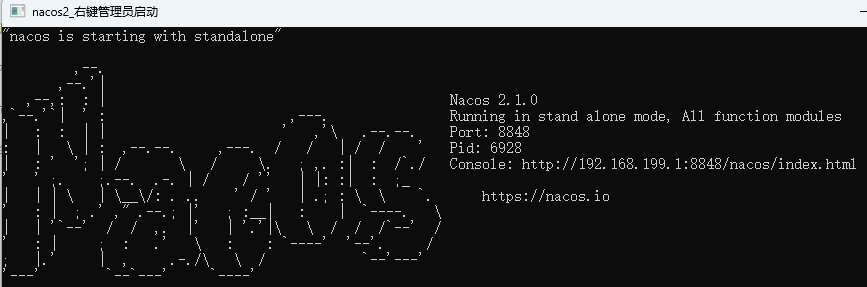 nacos2_右键管理员启动
"nacos is starting with standalone"
Nacos 2.1.0
Running in stand alone mode, All function modules
Port: 8848
Pid: 6928
Console: http://192.168.199.1:8848/nacos/index.html
https://nacos.io